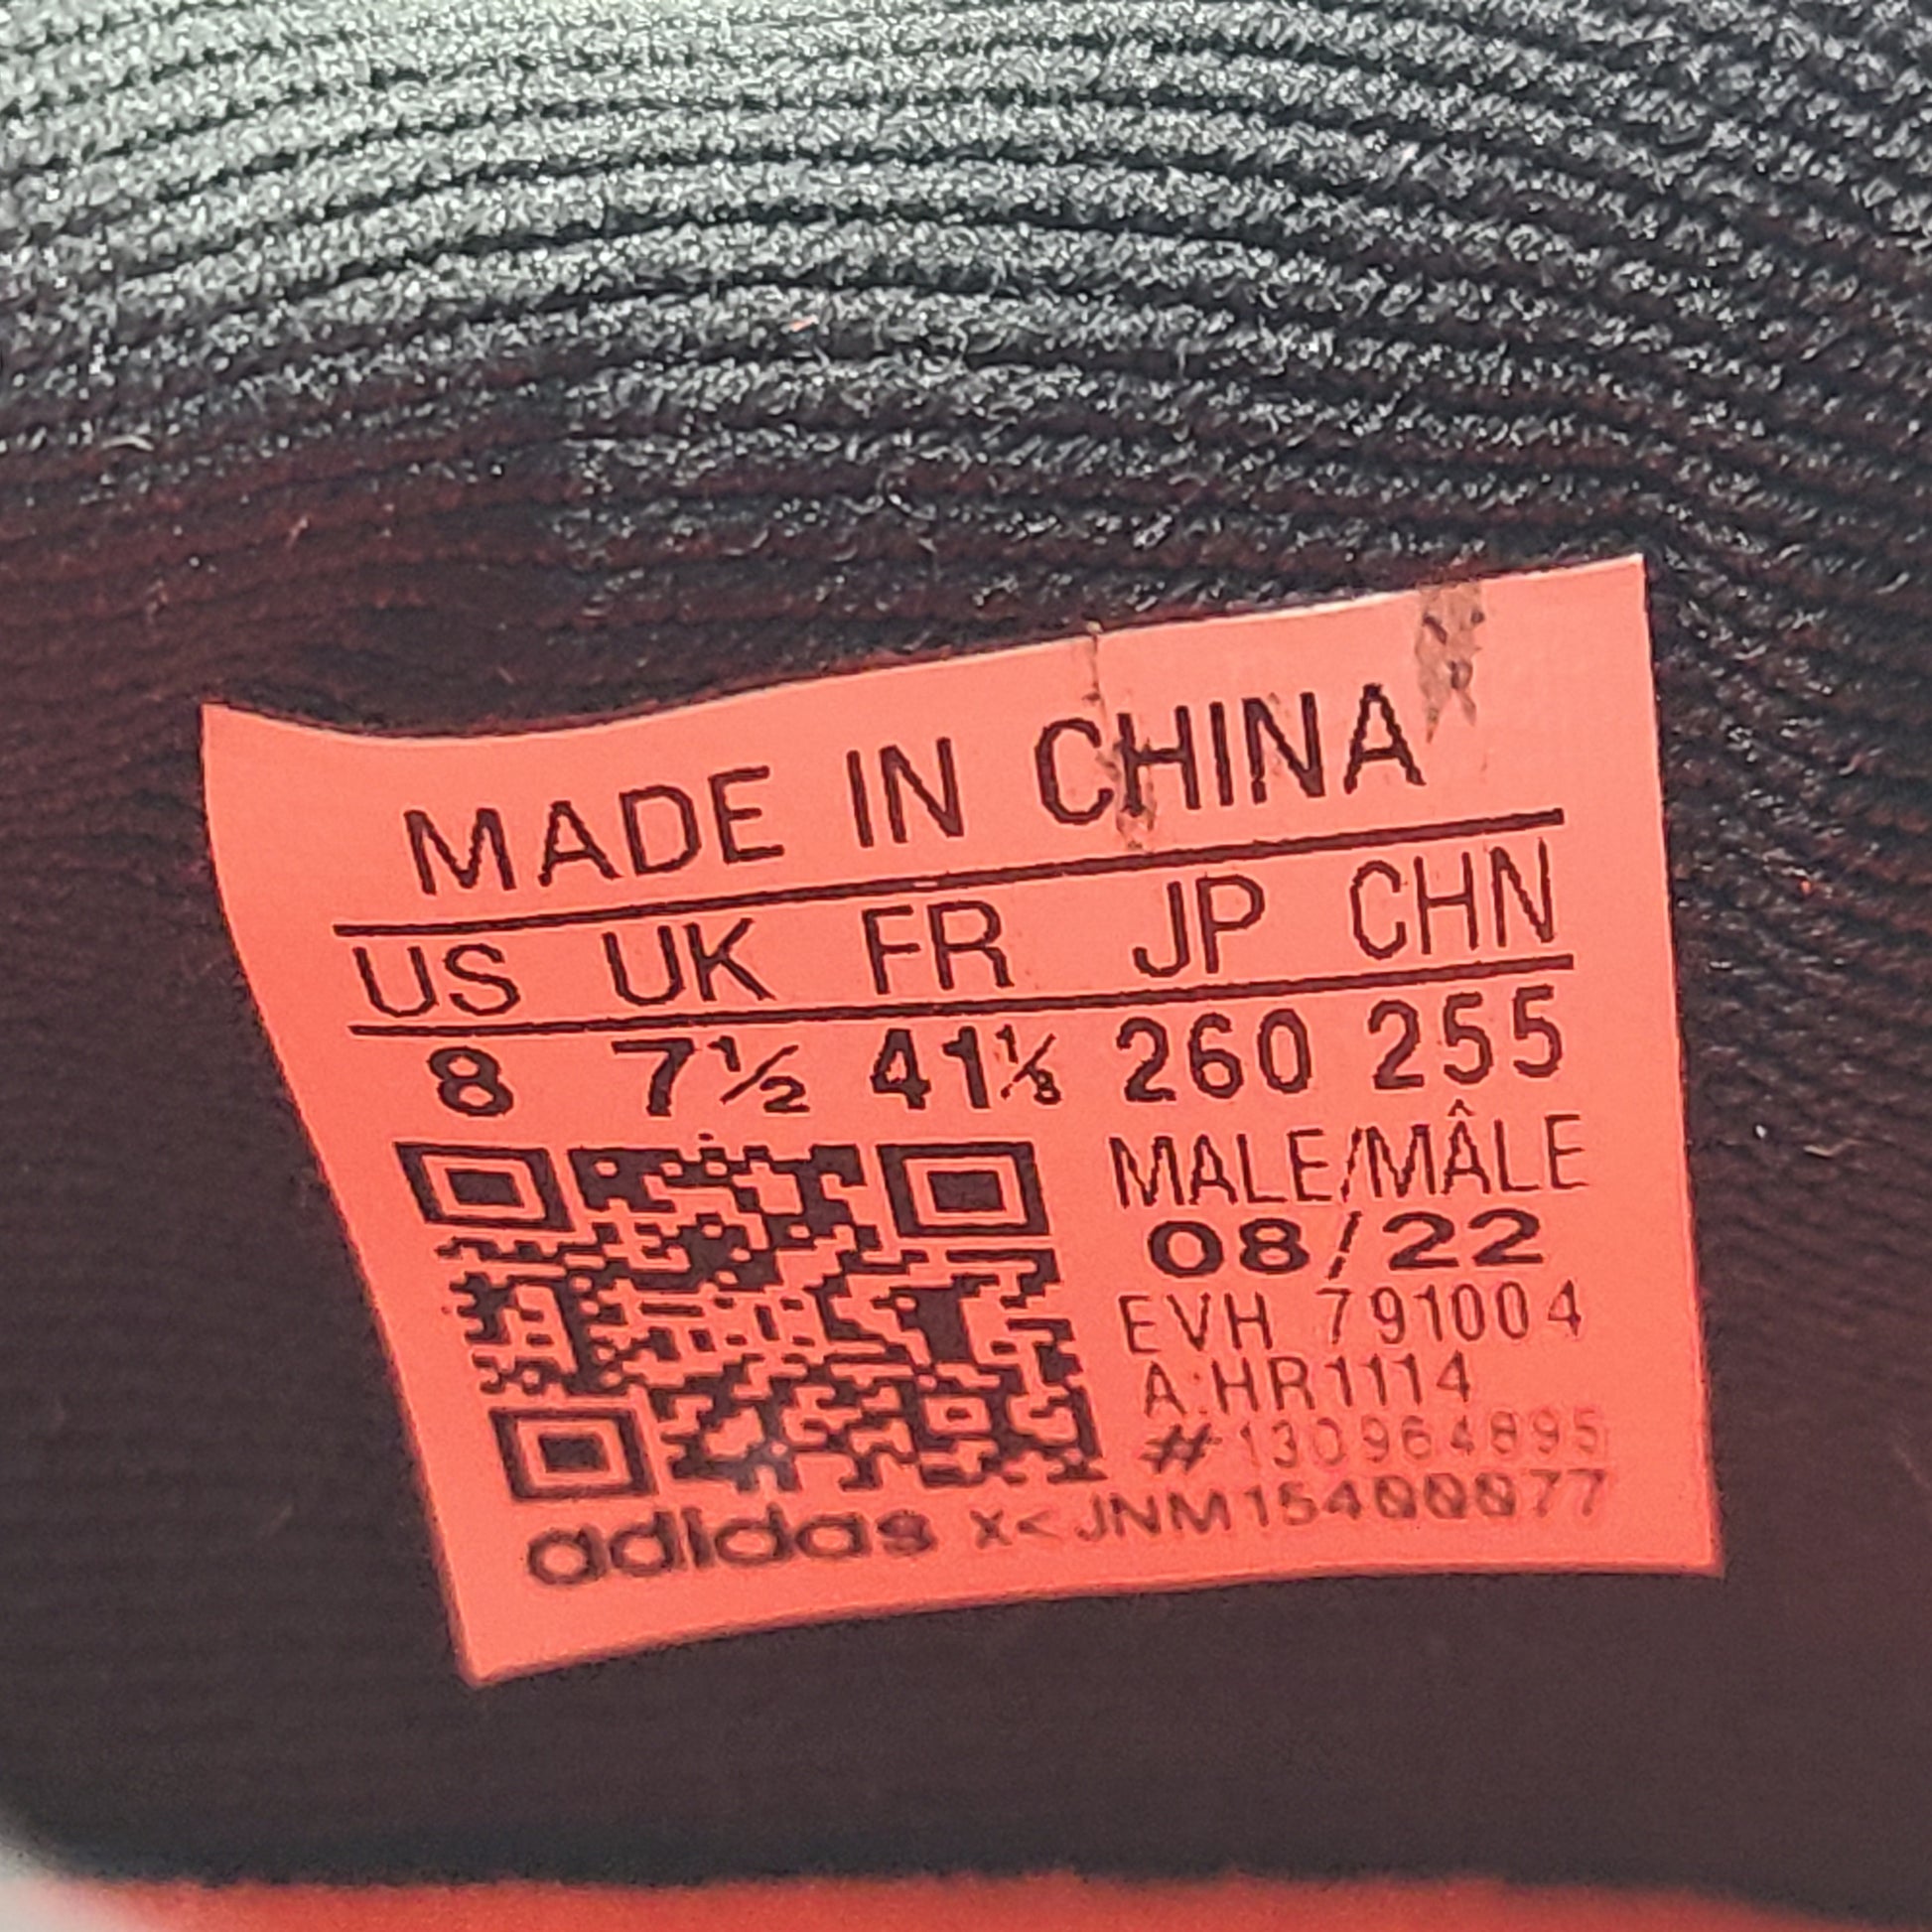 MADE IN CHINA
US UK FR JP CHN
8 7½ 41⅓ 260 255
MALE/MÂLE
08/22
EVH 791004
A:HR1114
#130964895
adidas x<JNM15400077